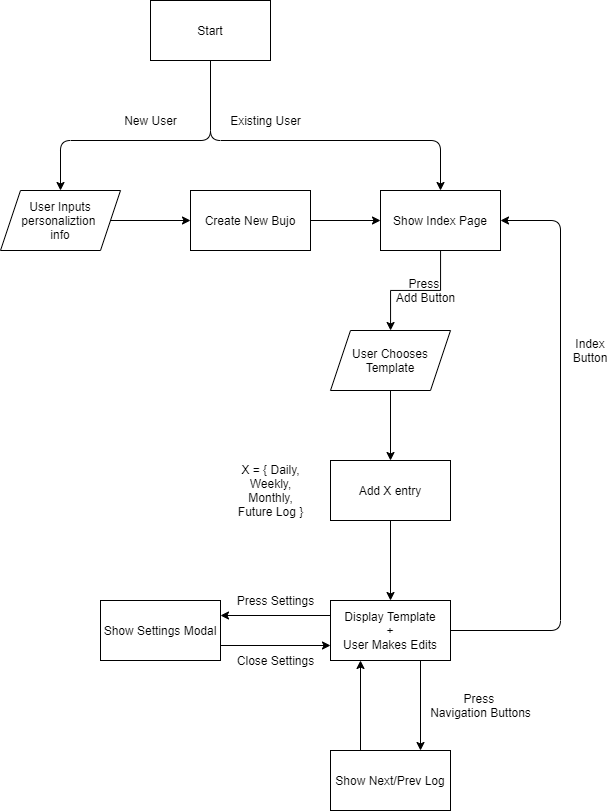 Start
New User
Existing User
User Inputs
personaliztion
info
Create New Bujo
Show Index Page
Press
Add Button
User Chooses
Template
Index
Button
X = { Daily,
Weekly,
Monthly,
Future Log }
Add X entry
Press Settings
Show Settings Modal
Close Settings
Display Template
+
User Makes Edits
Press
Navigation Buttons
Show Next/Prev Log